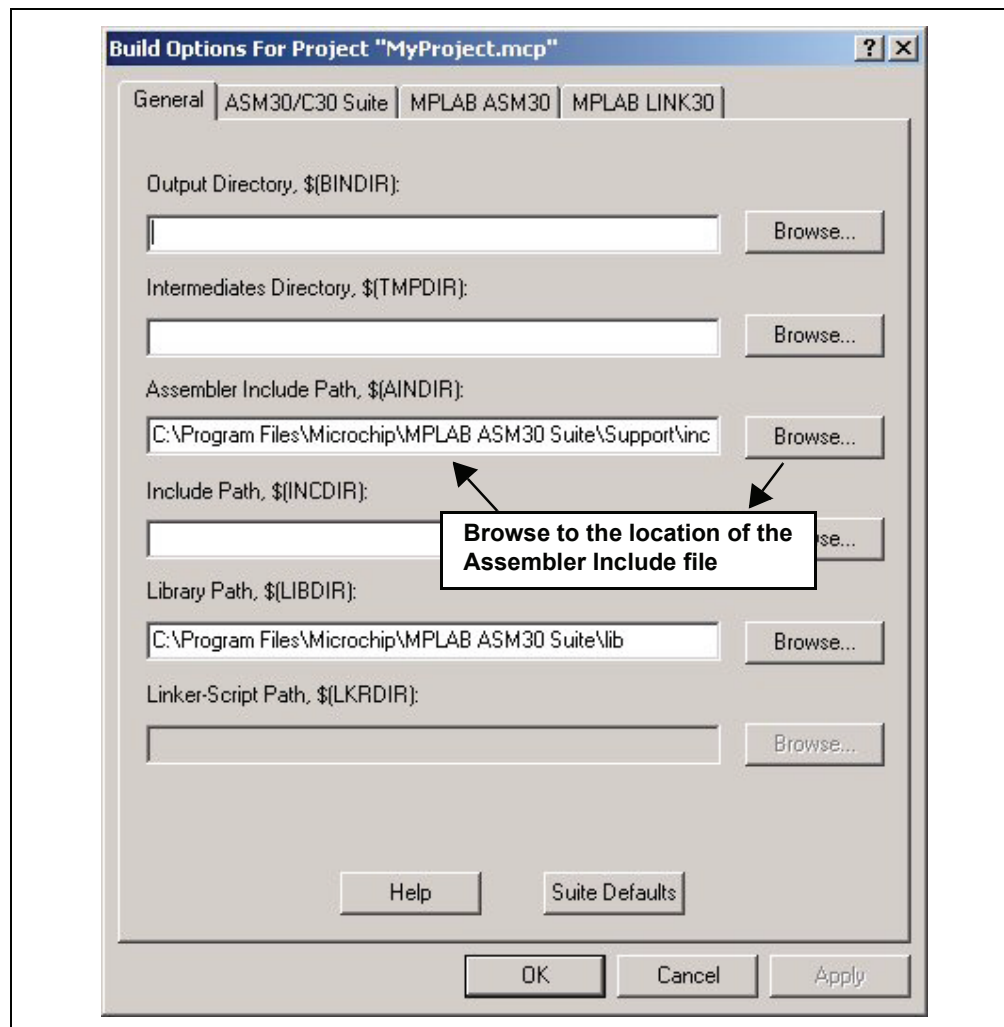 Build Options For Project "MyProject.mcp"
General ASM30/C30 Suite MPLAB ASM30 MPLAB LINK30
Output Directory, $(BINDIR):
Browse...
Intermediates Directory, $(TMPDIR):
Browse...
Assembler Include Path, $(AINDIR):
C:\Program Files\Microchip\MPLAB ASM30 Suite\Support\inc Browse...
Include Path, $(INCDIR):
Browse to the location of the
Assembler Include file
se...
Library Path, $(LIBDIR):
C:\Program Files\Microchip\MPLAB ASM30 Suite\lib Browse...
Linker-Script Path, $(LKRDIR):
Browse...
Help Suite Defaults
OK Cancel Apply